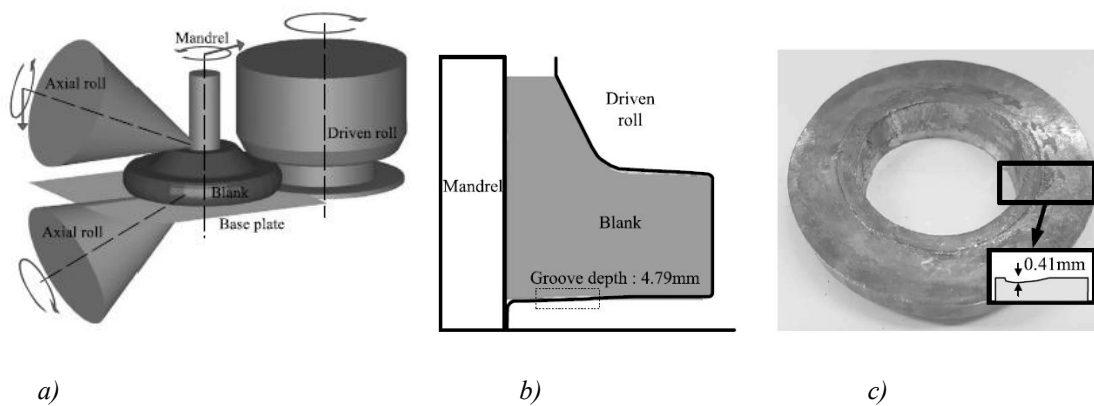 Mandrel
Axial roll
Driven roll
Blank
Base plate
Axial roll
Driven
roll
Mandrel
Blank
Groove depth : 4.79mm
0.41mm
a)
b)
c)